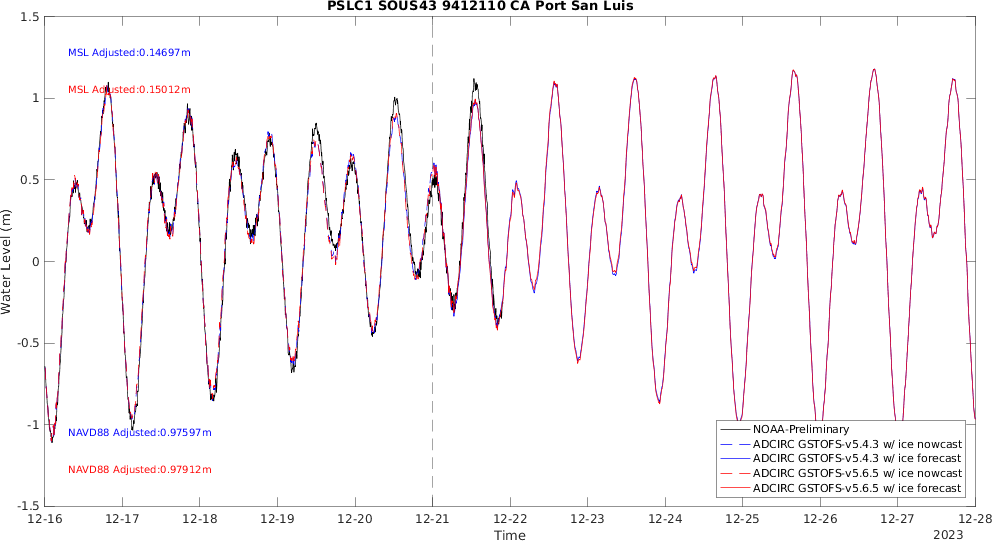 PSLC1 SOUS43 9412110 CA Port San Luis
1.5
1
0.5
0
-0.5
-1
-1.5
Water Level (m)
MSL Adjusted:0.14697m
MSL Adjusted:0.15012m
NAVD88 Adjusted:0.97597m
NAVD88 Adjusted:0.97912m
NOAA-Preliminary
ADCIRC GSTOFS-v5.4.3 w/ ice nowcast
ADCIRC GSTOFS-v5.4.3 w/ ice forecast
ADCIRC GSTOFS-v5.6.5 w/ ice nowcast
ADCIRC GSTOFS-v5.6.5 w/ ice forecast
12-16 12-17 12-18 12-19 12-20 12-21 12-22 12-23 12-24 12-25 12-26 12-27 12-28
Time
2023